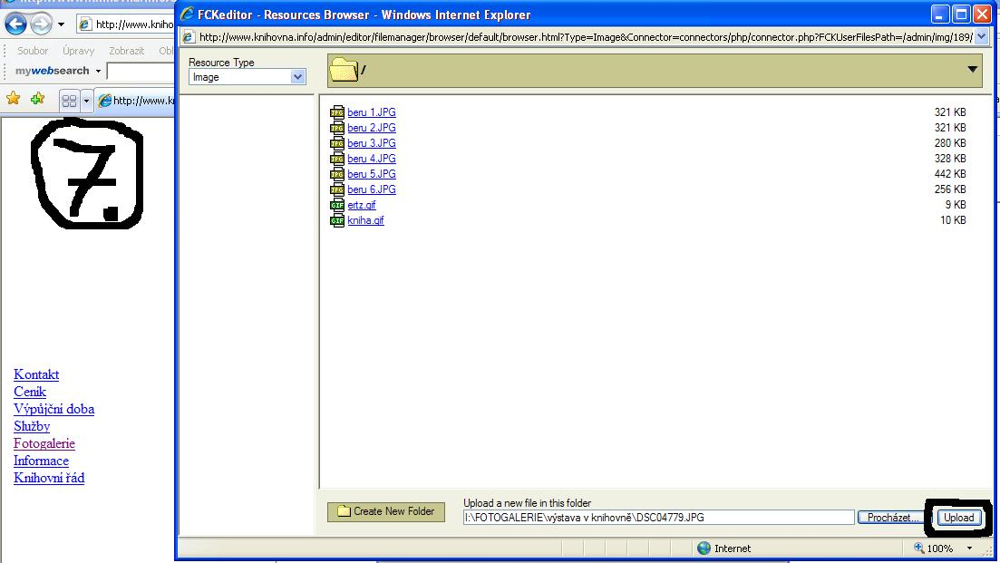 FCKeditor - Resources Browser - Windows Internet Explorer
http://www.knihovna.info/admin/editor/filemanager/browser/default/browser.html?Type=Image&Connector=connectors/php/connector.php?FCKUserFilesPath=/admin/img/189/
http://www.kniho
Soubor Úpravy Zobrazit Obl
mywebsearch
http://www.k
7.
Kontakt
Ceník
Výpůjční doba
Služby
Fotogalerie
Informace
Knihovní řád
Resource Type
Image
/
beru 1.JPG 321 KB
beru 2.JPG 321 KB
beru 3.JPG 280 KB
beru 4.JPG 328 KB
beru 5.JPG 442 KB
beru 6.JPG 256 KB
ertz.gif 9 KB
kniha.gif 10 KB
Create New Folder
Upload a new file in this folder
I:\FOTOGALERIE\výstava v knihovně\DSC04779.JPG
Procházet...
Upload
Internet
100%